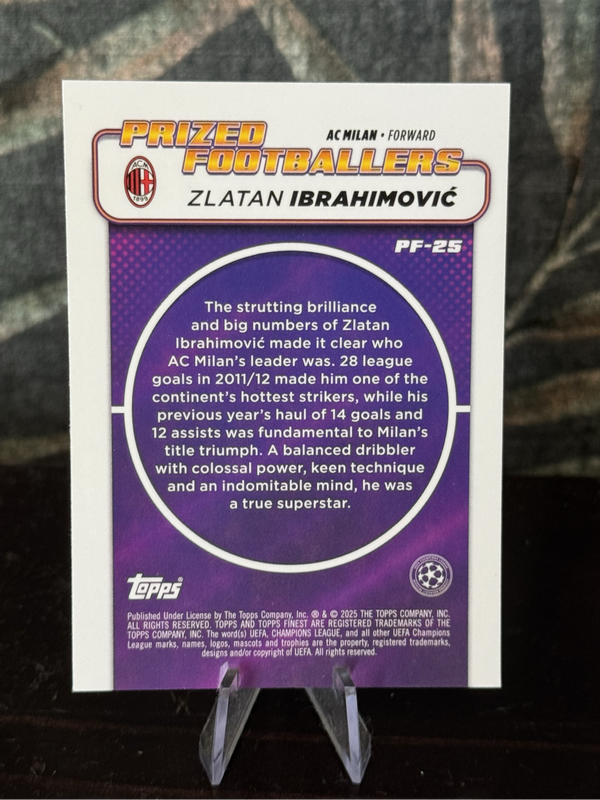 PRIZED
FOOTBALLERS
AC MILAN • FORWARD
ACM
1899
ZLATAN IBRAHIMOVIĆ
PF-25
The strutting brilliance
and big numbers of Zlatan
Ibrahimović made it clear who
AC Milan's leader was. 28 league
goals in 2011/12 made him one of the
continent's hottest strikers, while his
previous year's haul of 14 goals and
12 assists was fundamental to Milan's
title triumph. A balanced dribbler
with colossal power, keen technique
and an indomitable mind, he was
a true superstar.
topps®
Published Under License by The Topps Company, Inc. ® & © 2025 THE TOPPS COMPANY, INC.
ALL RIGHTS RESERVED. TOPPS AND TOPPS FINEST ARE REGISTERED TRADEMARKS OF THE
TOPPS COMPANY, INC. The word(s) UEFA, CHAMPIONS LEAGUE, and all other UEFA Champions
League marks, names, logos, mascots and trophies are the property, registered trademarks,
designs and/or copyright of UEFA. All rights reserved.